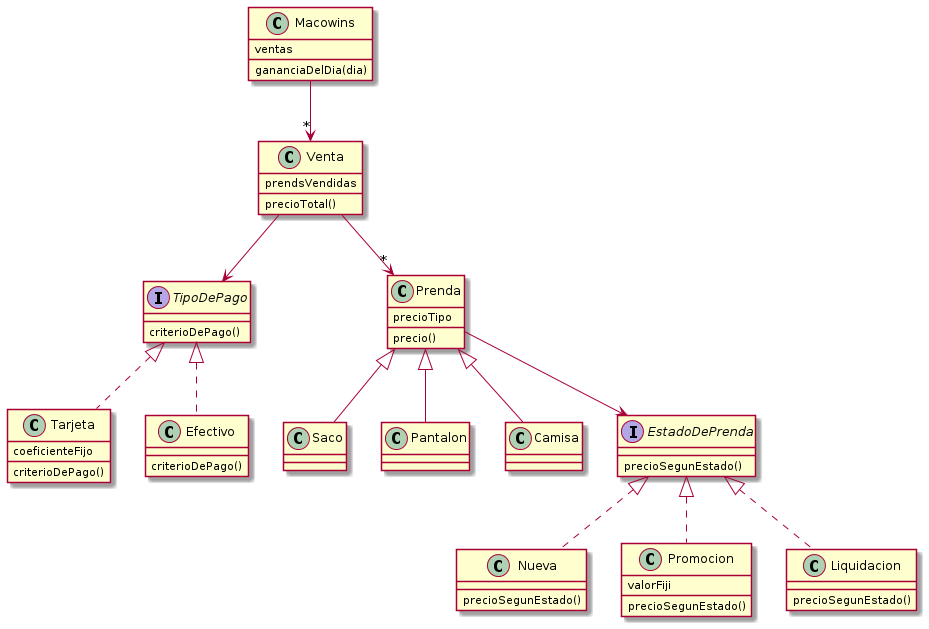 C Macowins
ventas
gananciaDelDia(dia)
*
C Venta
prendsVendidas
precioTotal()
*
I TipoDePago
criterioDePago()
C Prenda
precioTipo
precio()
C Tarjeta
coeficienteFijo
criterioDePago()
C Efectivo
criterioDePago()
C Saco
C Pantalon
C Camisa
I EstadoDePrenda
precioSegunEstado()
C Nueva
precioSegunEstado()
C Promocion
valorFiji
precioSegunEstado()
C Liquidacion
precioSegunEstado()